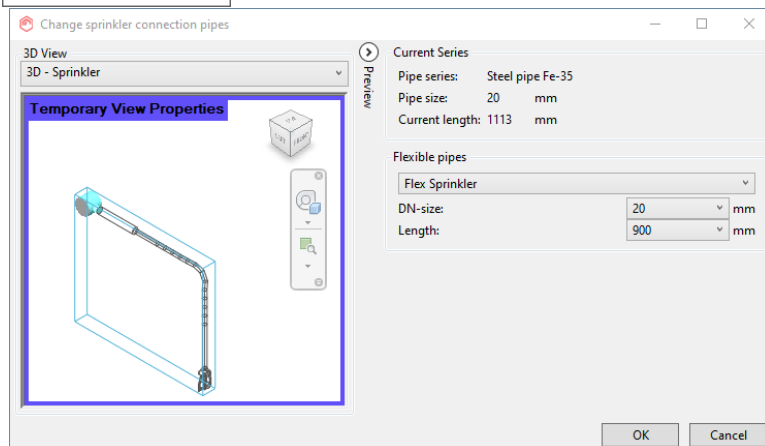 Change sprinkler connection pipes
3D View
3D - Sprinkler
Temporary View Properties
Preview
Current Series
Pipe series: Steel pipe Fe-35
Pipe size: 20 mm
Current length: 1113 mm
Flexible pipes
Flex Sprinkler
DN-size: 20 mm
Length: 900 mm
OK Cancel